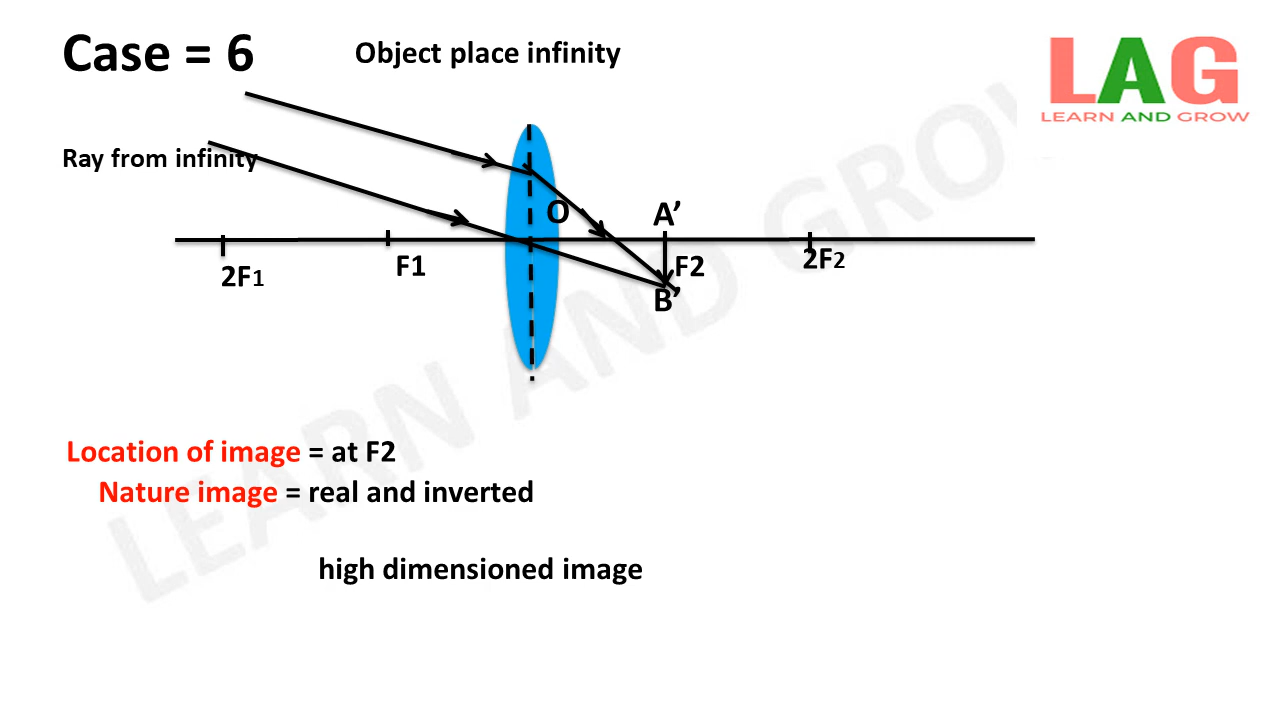 Case = 6
Object place infinity
LAG
LEARN AND GROW
Ray from infinity
O
A’
2F1
F1
F2
2F2
B’
Location of image = at F2
Nature image = real and inverted
high dimensioned image
LEARN AND GROW